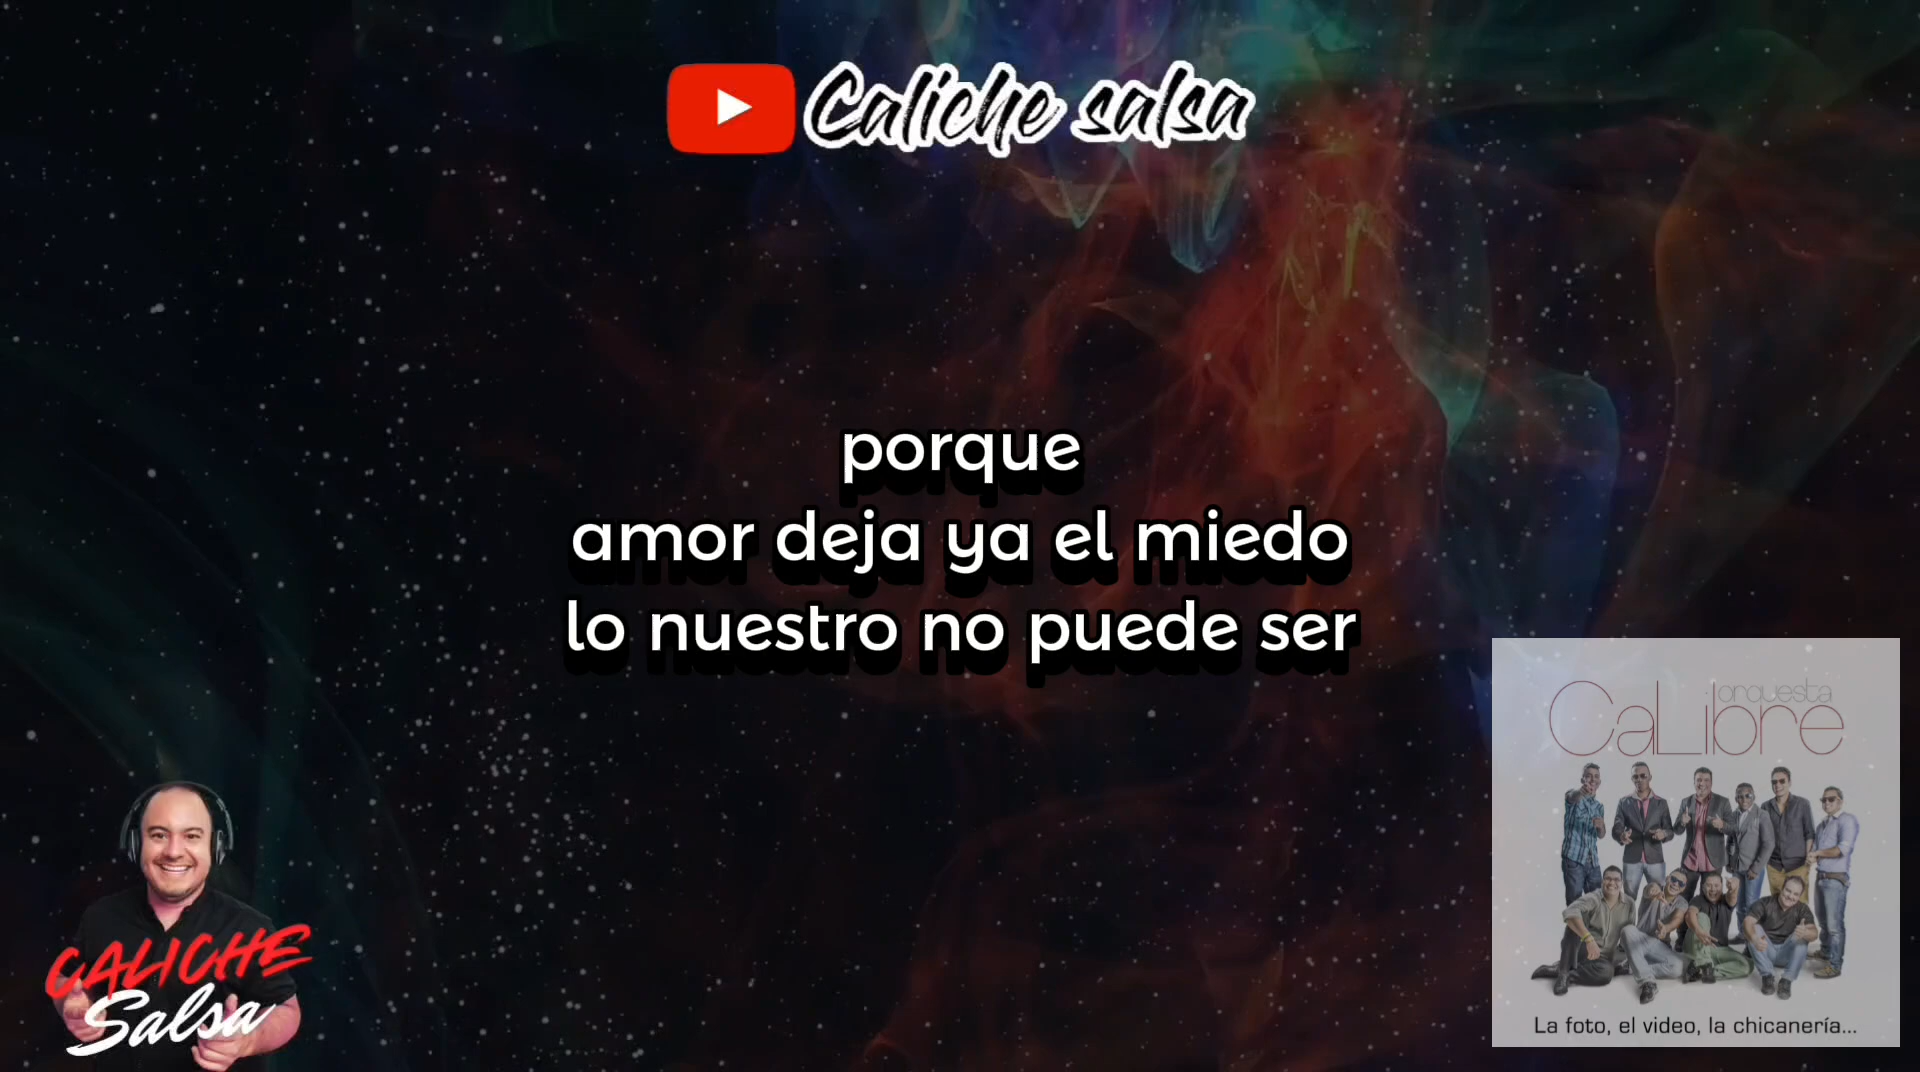 Caliche salsa
porque
amor deja ya el miedo
lo nuestro no puede ser
orquesta
CaLibre
La foto, el video, la chicanería...
CALICHE
Salsa